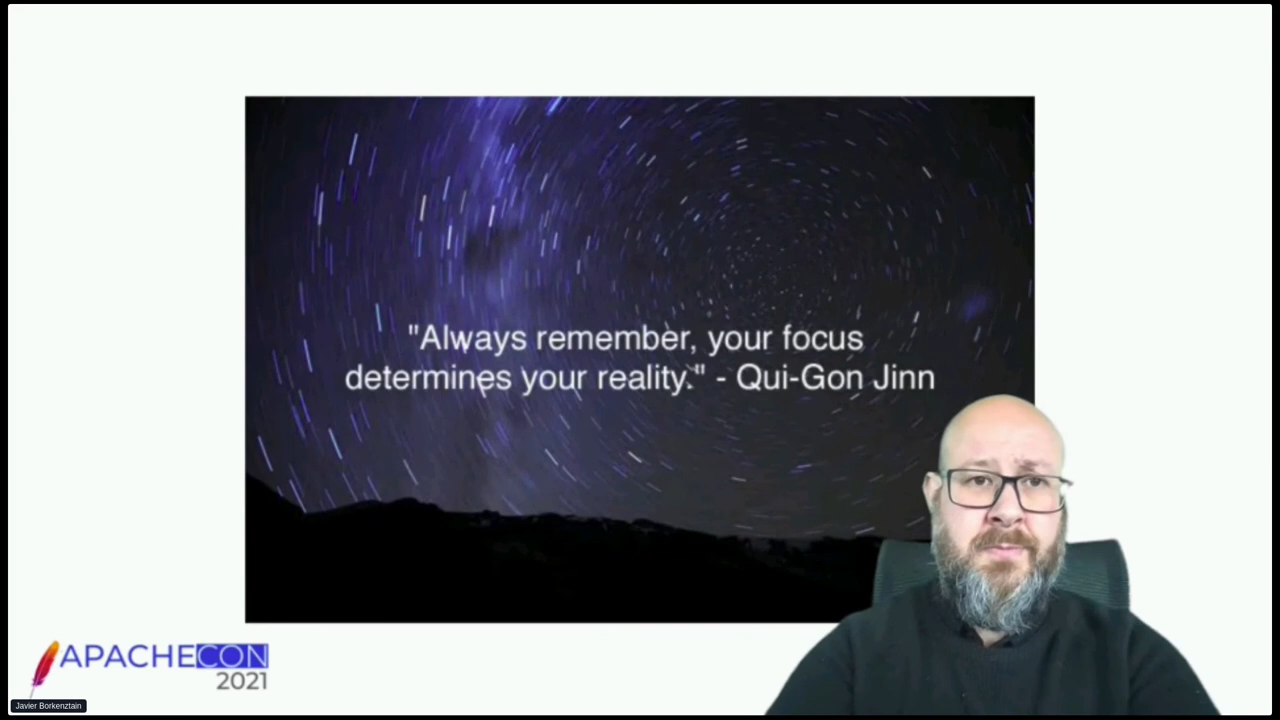 "Always remember, your focus
determines your reality." - Qui-Gon Jinn
APACHECON
2021
Javier Borkenztain